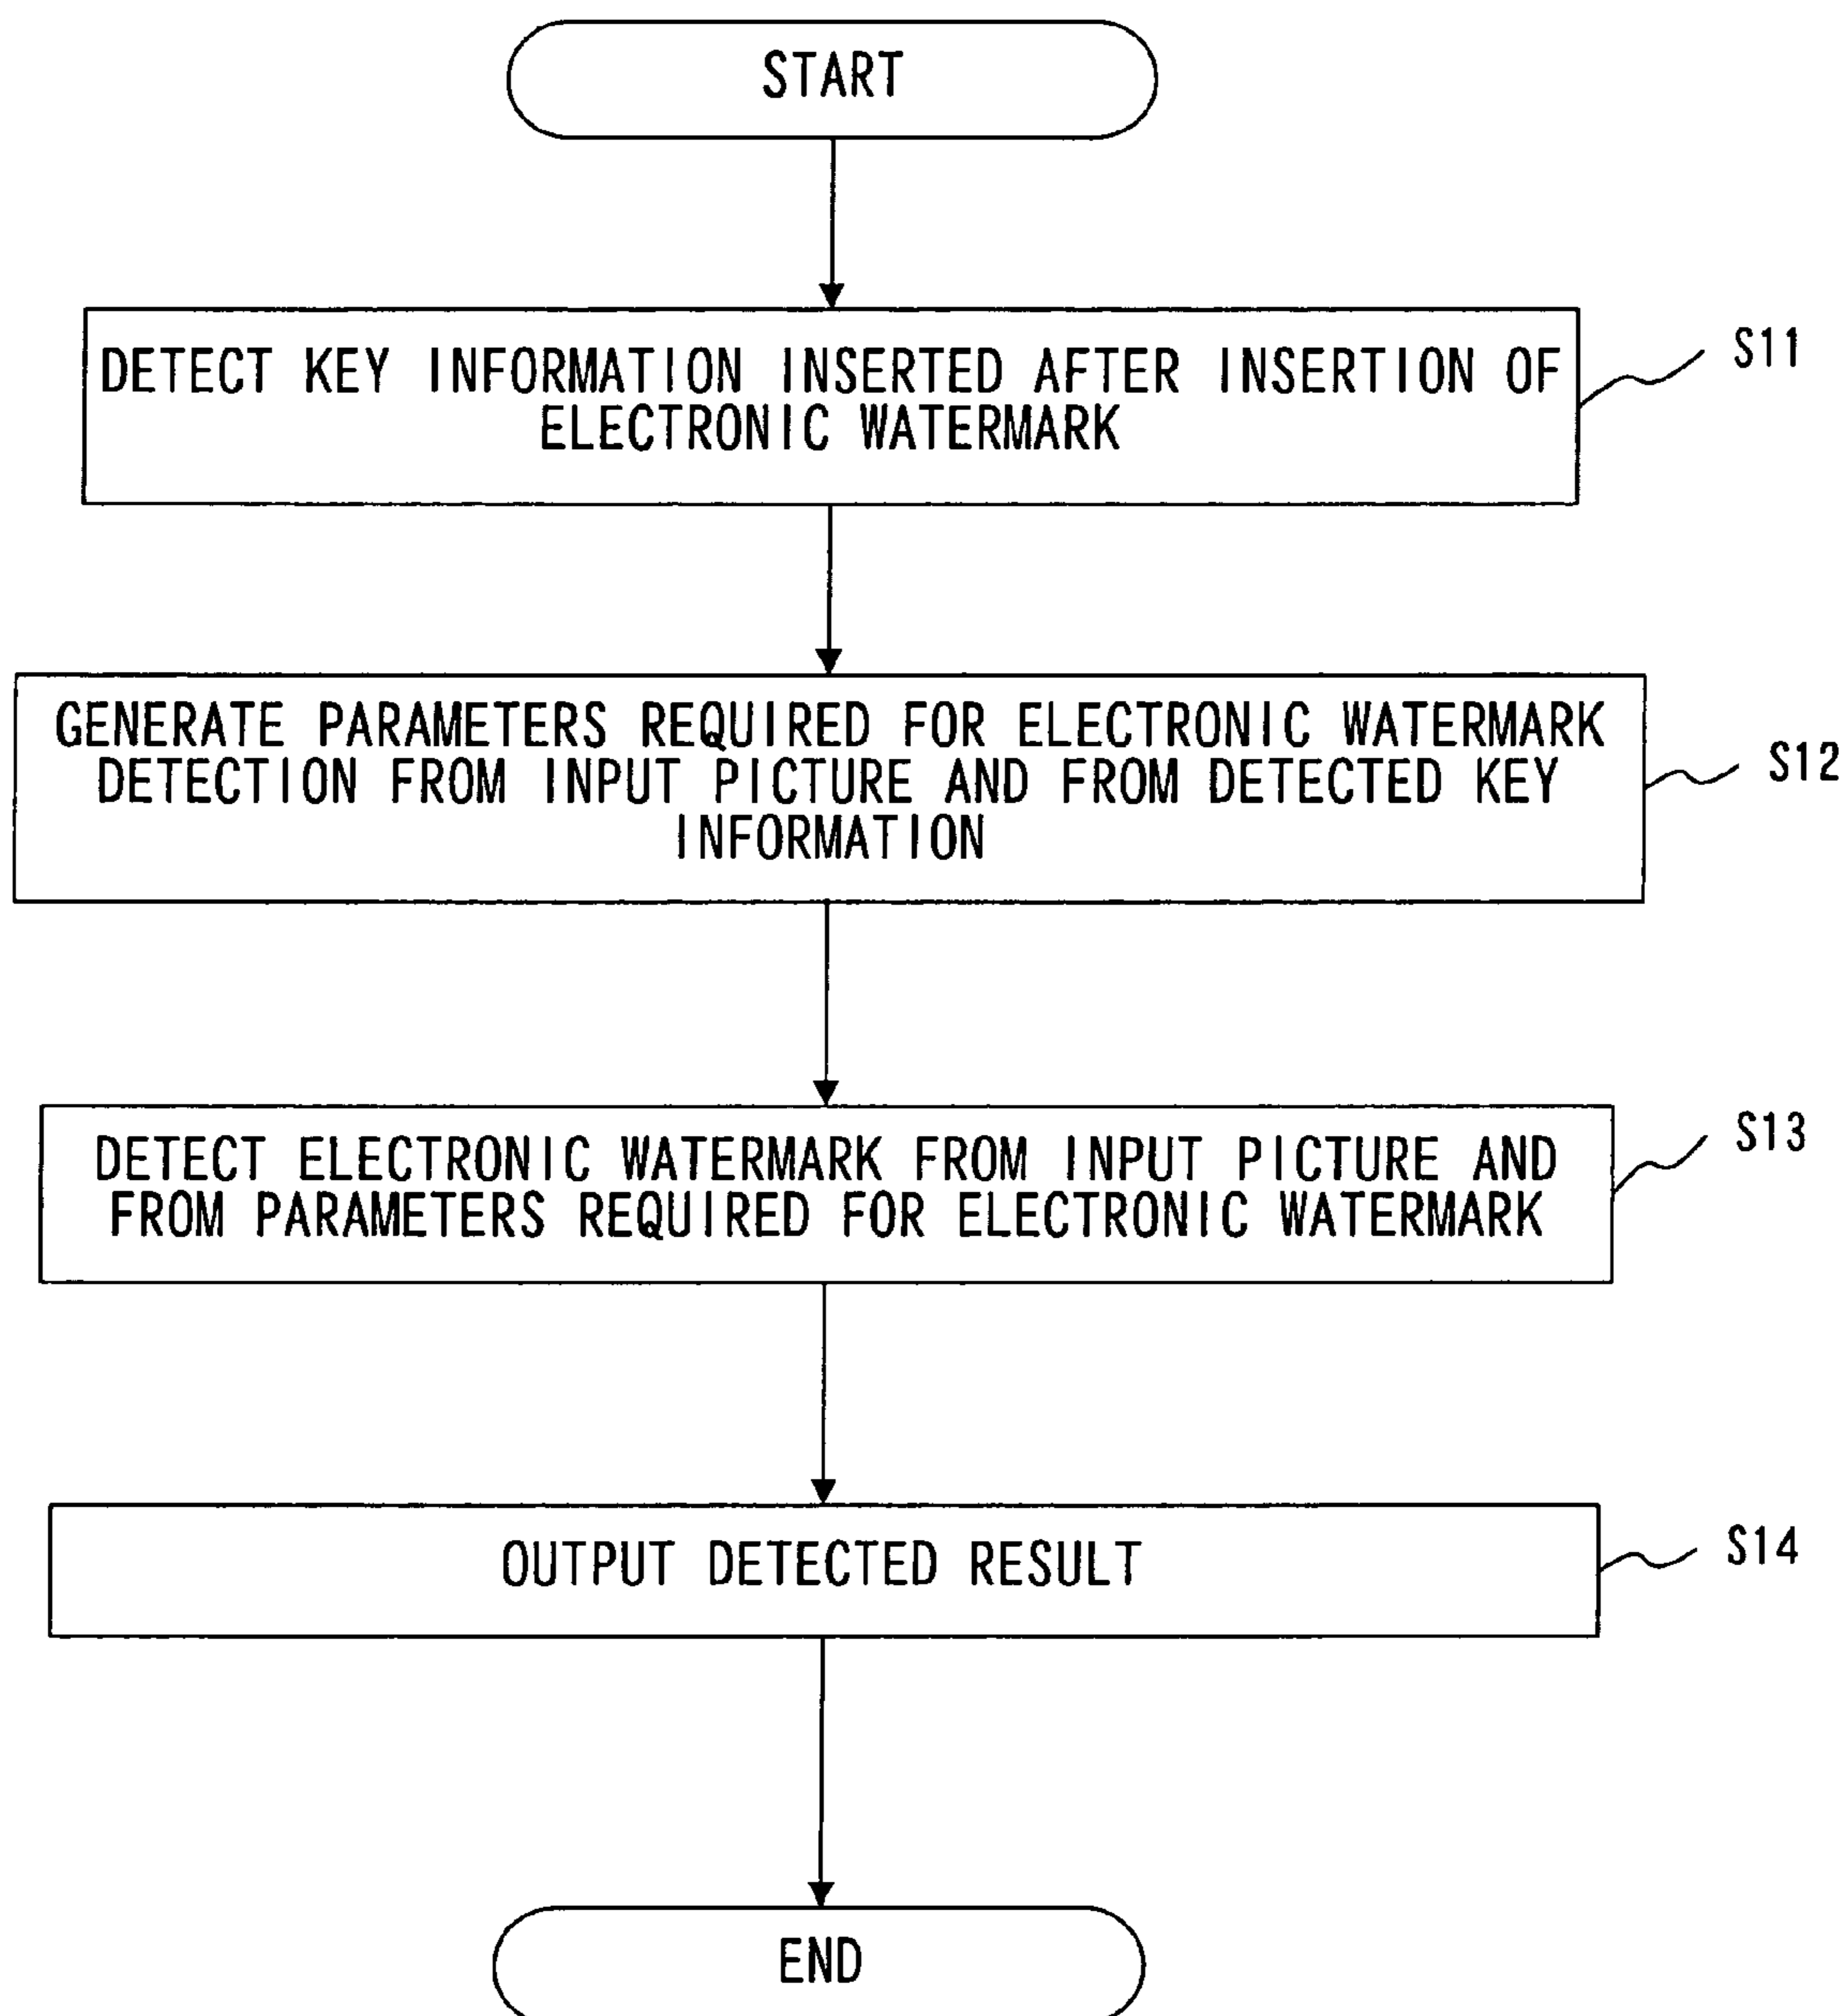 START
DETECT KEY INFORMATION INSERTED AFTER INSERTION OF
ELECTRONIC WATERMARK
S11
GENERATE PARAMETERS REQUIRED FOR ELECTRONIC WATERMARK
DETECTION FROM INPUT PICTURE AND FROM DETECTED KEY
INFORMATION
S12
DETECT ELECTRONIC WATERMARK FROM INPUT PICTURE AND
FROM PARAMETERS REQUIRED FOR ELECTRONIC WATERMARK
S13
OUTPUT DETECTED RESULT
S14
END